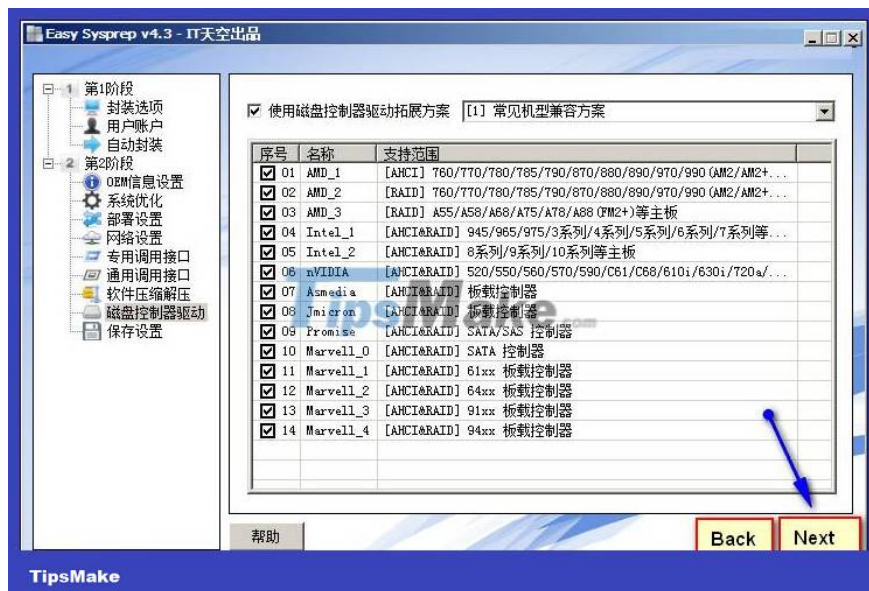 Easy Sysprep v4.3 - IT天空出品
1 第1阶段
封装选项
用户账户
自动封装
2 第2阶段
OEM信息设置
系统优化
部署设置
网络设置
专用调用接口
通用调用接口
软件压缩解压
磁盘控制器驱动
保存设置
使用磁盘控制器驱动拓展方案 [1] 常见机型兼容方案
序号 名称 支持范围
01 AMD_1 [AHCI] 760/770/780/785/790/870/880/890/970/990(AM2/AM2+...
02 AMD_2 [RAID] 760/770/780/785/790/870/880/890/970/990(AM2/AM2+...
03 AMD_3 [RAID] A55/A58/A68/A75/A78/A88(FM2+)等主板
04 Intel_1 [AHCI&RAID] 945/965/975/3系列/4系列/5系列/6系列/7系列等...
05 Intel_2 [AHCI&RAID] 8系列/9系列/10系列等主板
06 nVIDIA [AHCI&RAID] 520/550/560/570/590/C61/C68/610i/630i/720a/...
07 Asmedia [AHCI&RAID] 板载控制器
08 Jmicron [AHCI&RAID] 板载控制器
09 Promise [AHCI&RAID] SATA/SAS 控制器
10 Marvell_0 [AHCI&RAID] SATA 控制器
11 Marvell_1 [AHCI&RAID] 61xx 板载控制器
12 Marvell_2 [AHCI&RAID] 64xx 板载控制器
13 Marvell_3 [AHCI&RAID] 91xx 板载控制器
14 Marvell_4 [AHCI&RAID] 94xx 板载控制器
TipsMake.com
帮助 Back Next
TipsMake